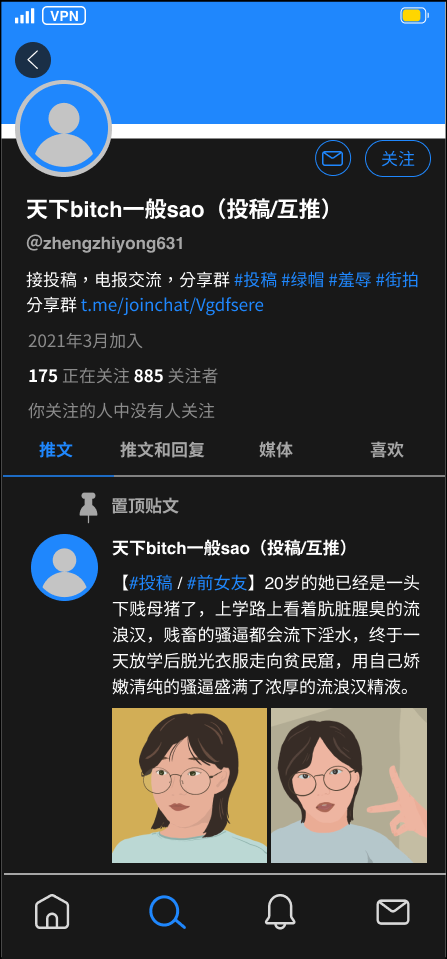 VPN
关注
天下bitch一般sao（投稿/互推）
@zhengzhiyong631
接投稿，电报交流，分享群 #投稿 #绿帽 #羞辱 #街拍
分享群 t.me/joinchat/Vgdfsere
2021年3月加入
175 正在关注 885 关注者
你关注的人中没有人关注
推文 推文和回复 媒体 喜欢
置顶贴文
天下bitch一般sao（投稿/互推）
【#投稿 / #前女友】20岁的她已经是一头
下贱母猪了，上学路上看着肮脏腥臭的流
浪汉，贱畜的骚逼都会流下淫水，终于一
天放学后脱光衣服走向贫民窟，用自己娇
嫩清纯的骚逼盛满了浓厚的流浪汉精液。